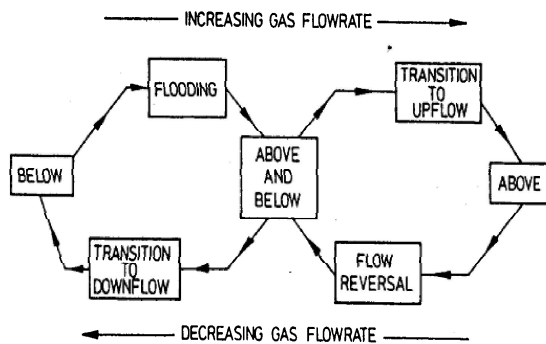 INCREASING GAS FLOWRATE
FLOODING
TRANSITION
TO
UPFLOW
BELOW
ABOVE
AND
BELOW
ABOVE
TRANSITION
TO
DOWNFLOW
FLOW
REVERSAL
DECREASING GAS FLOWRATE